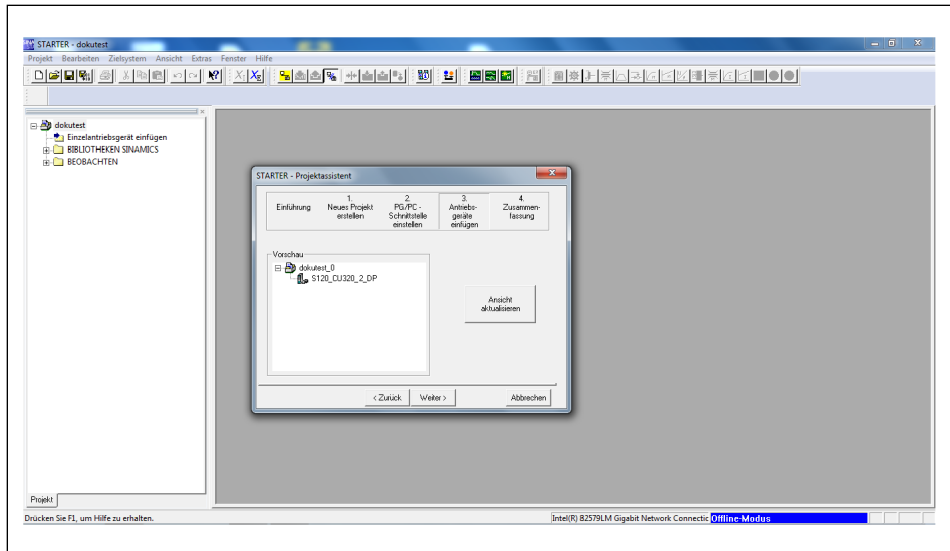 STARTER - dokutest
Projekt Bearbeiten Zielsystem Ansicht Extras Fenster Hilfe
dokutest
Einzelantriebsgerät einfügen
BIBLIOTHEKEN SINAMICS
BEOBACHTEN
STARTER - Projektassistent
Einführung
1.
Neues Projekt
erstellen
2.
PG/PC -
Schnittstelle
einstellen
3.
Antriebs-
geräte
einfügen
4.
Zusammen-
fassung
Vorschau
dokutest_0
S120_CU320_2_DP
Ansicht
aktualisieren
< Zurück
Weiter >
Abbrechen
Projekt
Drücken Sie F1, um Hilfe zu erhalten.
Intel(R) 82579LM Gigabit Network Connectic
Offline-Modus